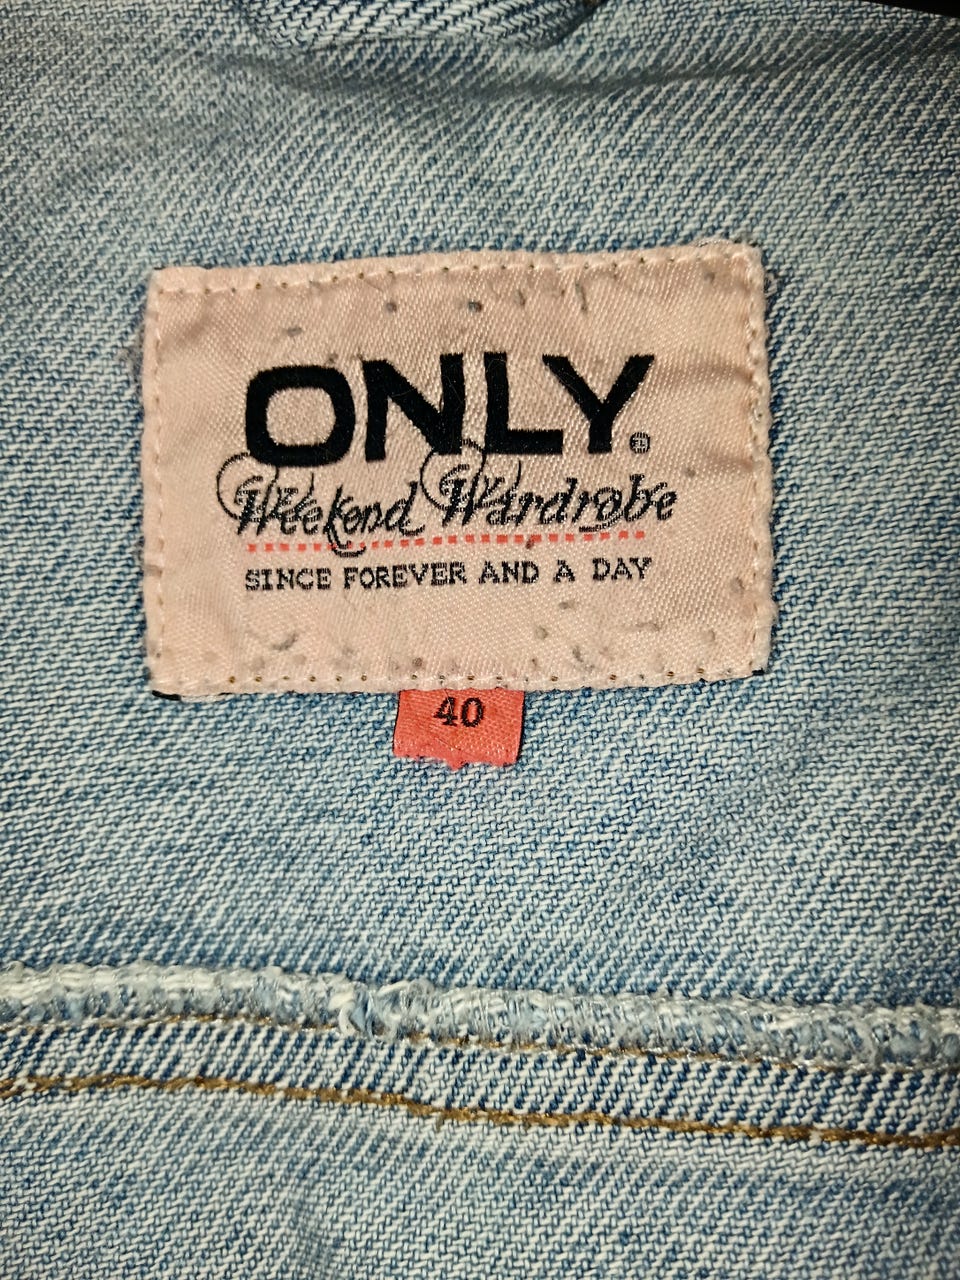 ONLY®
Weekend Wardrobe
SINCE FOREVER AND A DAY
40